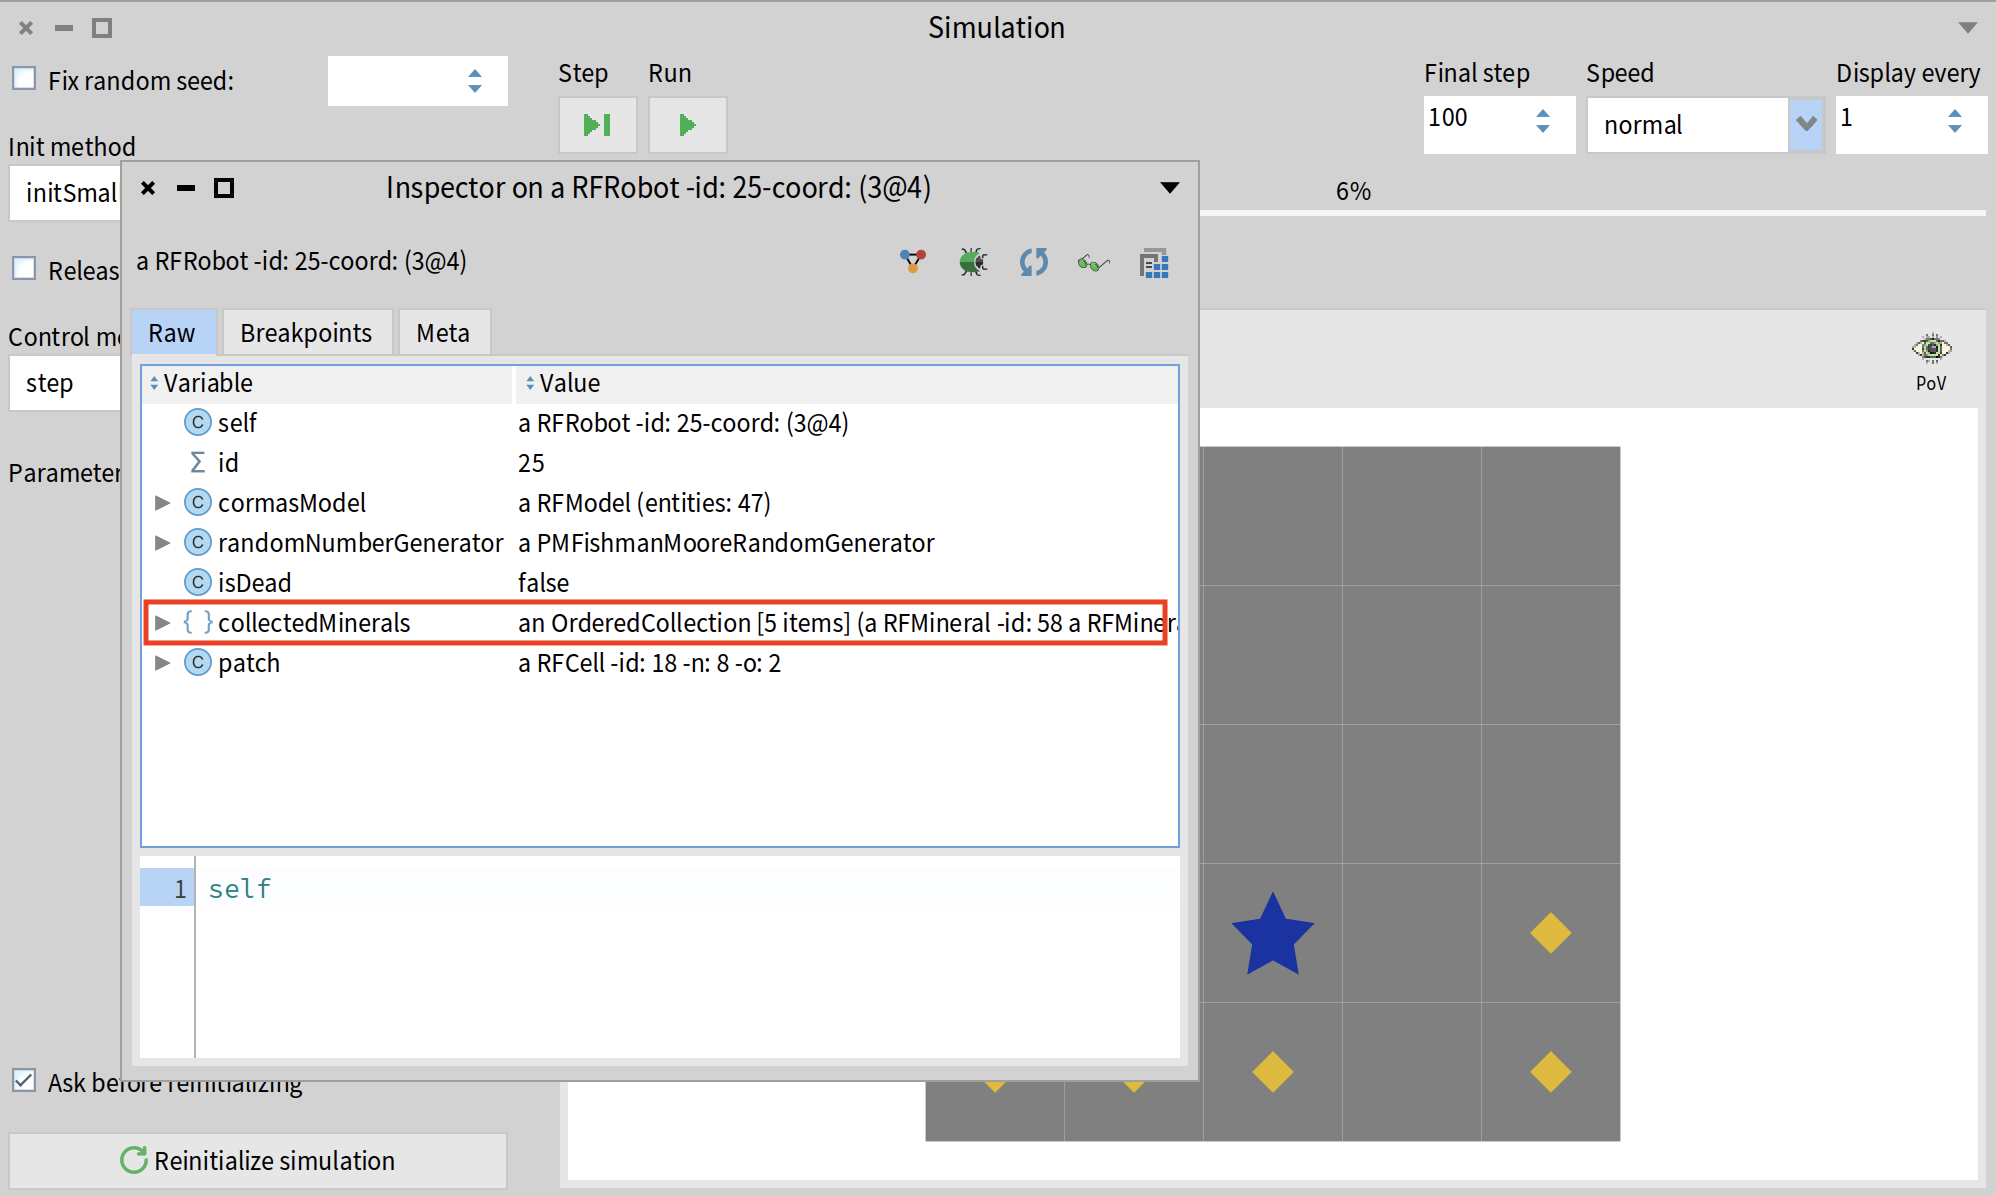 Simulation
Fix random seed:
Step
Run
Final step
Speed
Display every
100
normal
1
Init method
initSmal
6%
Inspector on a RFRobot -id: 25-coord: (3@4)
a RFRobot -id: 25-coord: (3@4)
Releas
Control m
step
Parameter
Raw
Breakpoints
Meta
PoV
Variable
Value
self
a RFRobot -id: 25-coord: (3@4)
id
25
cormasModel
a RFModel (entities: 47)
randomNumberGenerator
a PMFishmanMooreRandomGenerator
isDead
false
collectedMinerals
an OrderedCollection [5 items] (a RFMineral -id: 58 a RFMiner
patch
a RFCell -id: 18 -n: 8 -o: 2
1
self
Ask before reinitializing
Reinitialize simulation